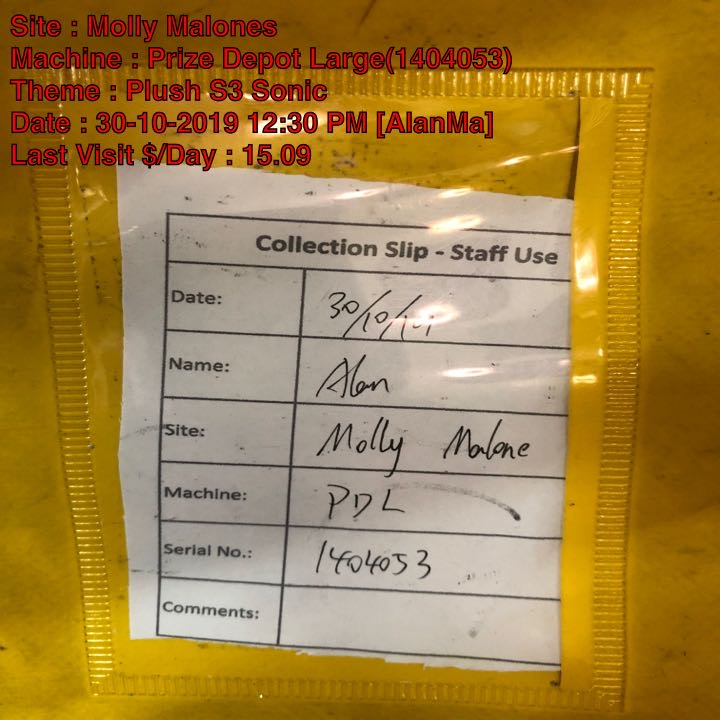 Site : Molly Malones
Machine : Prize Depot Large(1404053)
Theme : Plush S3 Sonic
Date : 30-10-2019 12:30 PM [AlanMa]
Last Visit $/Day : 15.09
Collection Slip - Staff Use
Date: 30/10/
Name: Alan
Site: Molly Malone
Machine: PDL
Serial No.: 1404053
Comments: